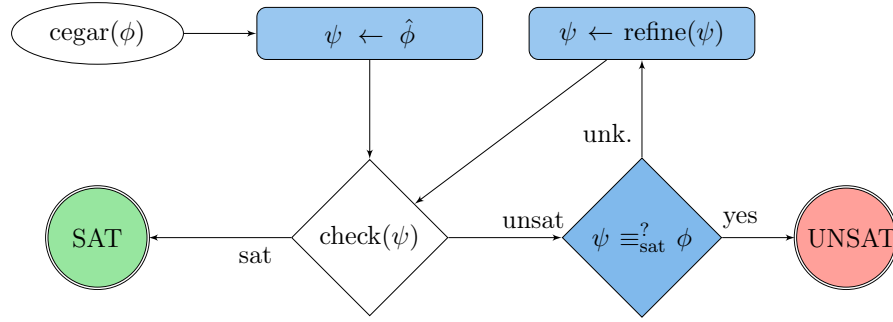 cegar(ϕ)
ψ ← ϕ̂
ψ ← refine(ψ)
unk.
SAT
sat
check(ψ)
unsat
ψ ≡?sat ϕ
yes
UNSAT